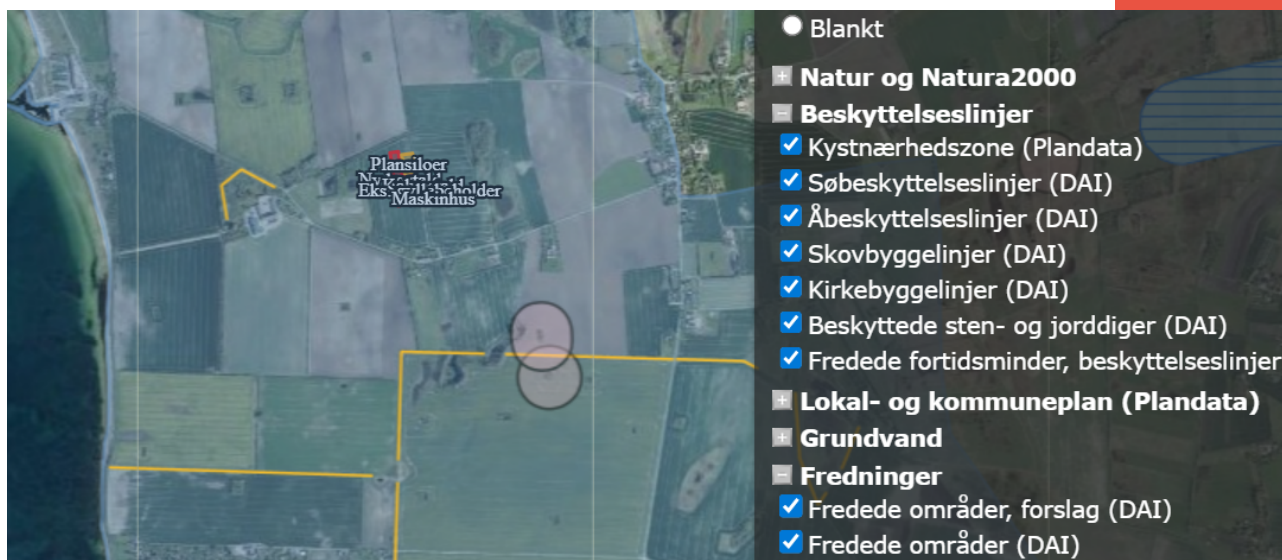 Blankt
Natur og Natura2000
Beskyttelseslinjer
Kystnærhedszone (Plandata)
Søbeskyttelseslinjer (DAI)
Åbeskyttelseslinjer (DAI)
Skovbyggelinjer (DAI)
Kirkebyggelinjer (DAI)
Beskyttede sten- og jorddiger (DAI)
Fredede fortidsminder, beskyttelseslinjer
Lokal- og kommuneplan (Plandata)
Grundvand
Fredninger
Fredede områder, forslag (DAI)
Fredede områder (DAI)
Plansiloer
Eks.
Maskinhus